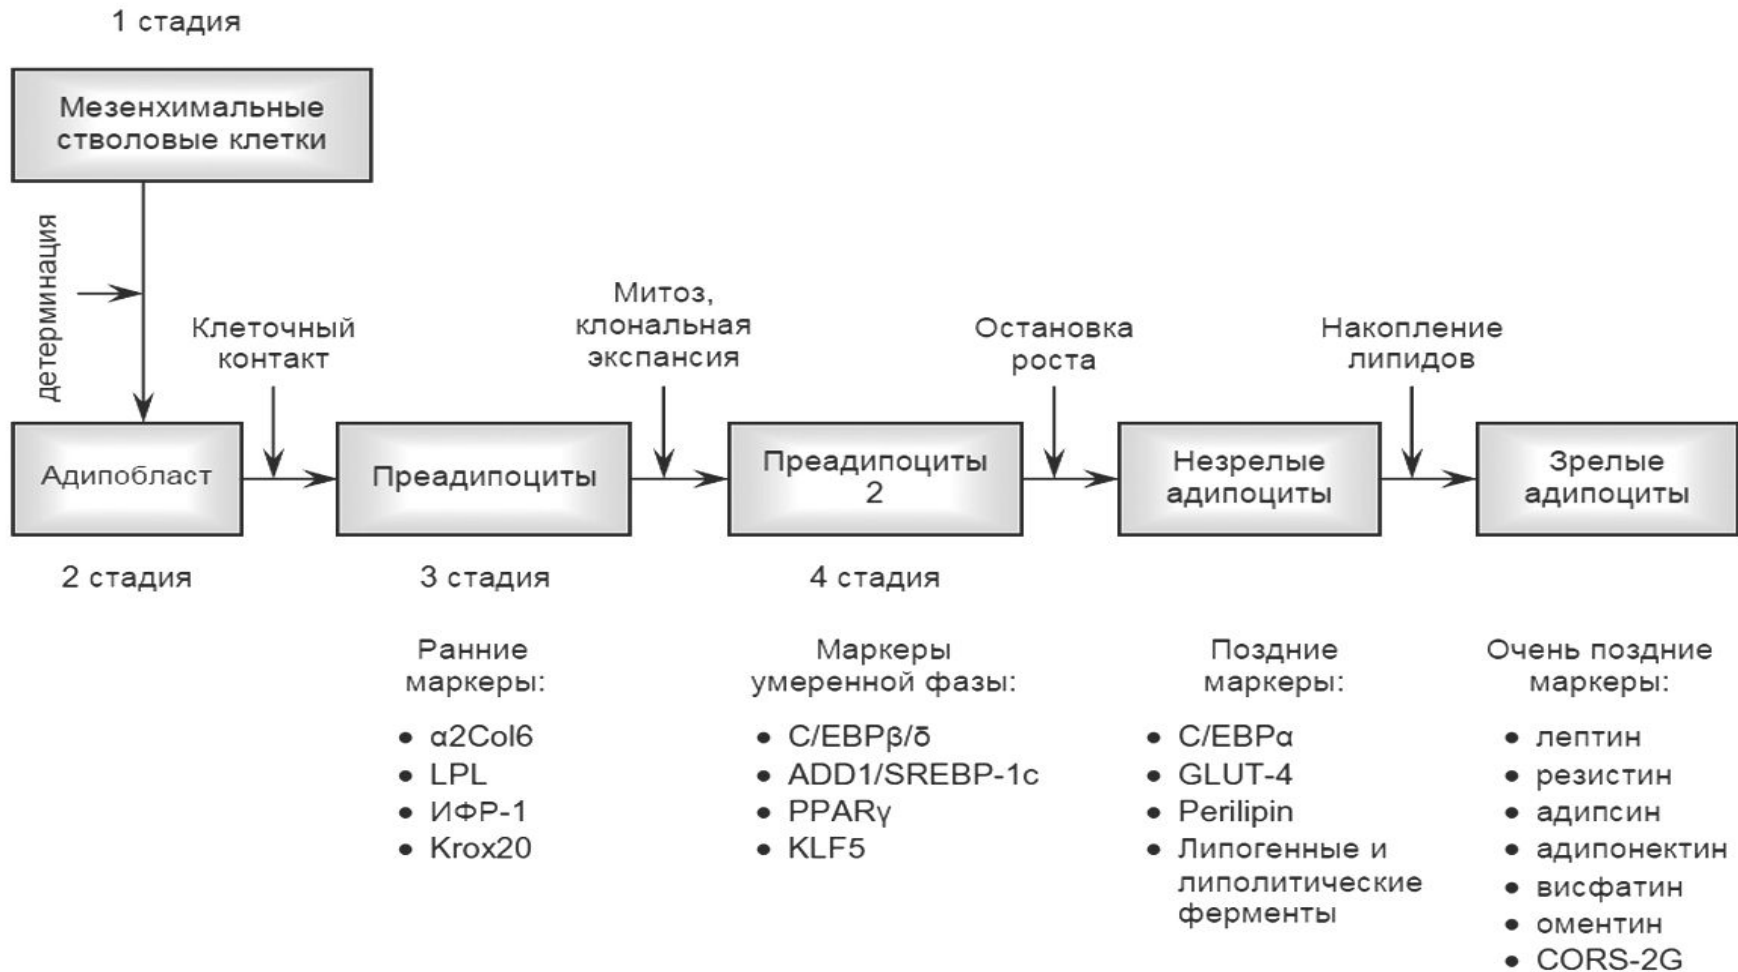 1 стадия
Мезенхимальные
стволовые клетки
детерминация
Клеточный
контакт
Митоз,
клональная
экспансия
Остановка
роста
Накопление
липидов
Адипобласт
Преадипоциты
Преадипоциты
2
Незрелые
адипоциты
Зрелые
адипоциты
2 стадия
3 стадия
4 стадия
Ранние
маркеры:
• α2Col6
• LPL
• ИФР-1
• Krox20
Маркеры
умеренной фазы:
• C/EBPβ/δ
• ADD1/SREBP-1c
• PPARγ
• KLF5
Поздние
маркеры:
• C/EBPα
• GLUT-4
• Perilipin
• Липогенные и
липолитические
ферменты
Очень поздние
маркеры:
• лептин
• резистин
• адипсин
• адипонектин
• висфатин
• оментин
• CORS-2G